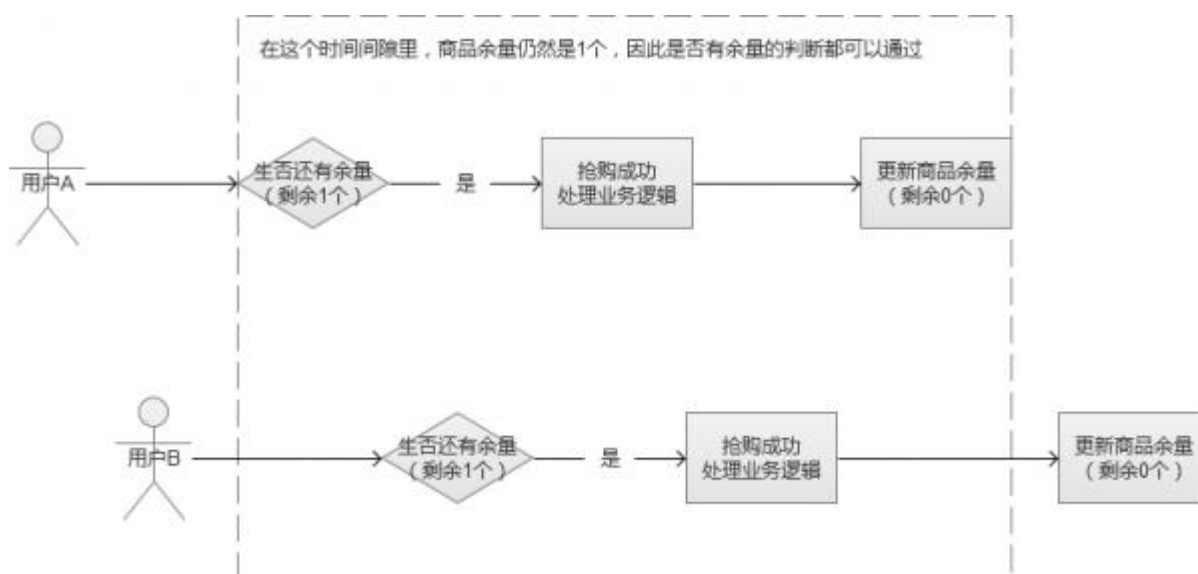 在这个时间间隙里，商品余量仍然是1个，因此是否有余量的判断都可以通过
用户A
生否还有余量
（剩余1个）
是
抢购成功
处理业务逻辑
更新商品余量
（剩余0个）
用户B
生否还有余量
（剩余1个）
是
抢购成功
处理业务逻辑
更新商品余量
（剩余0个）